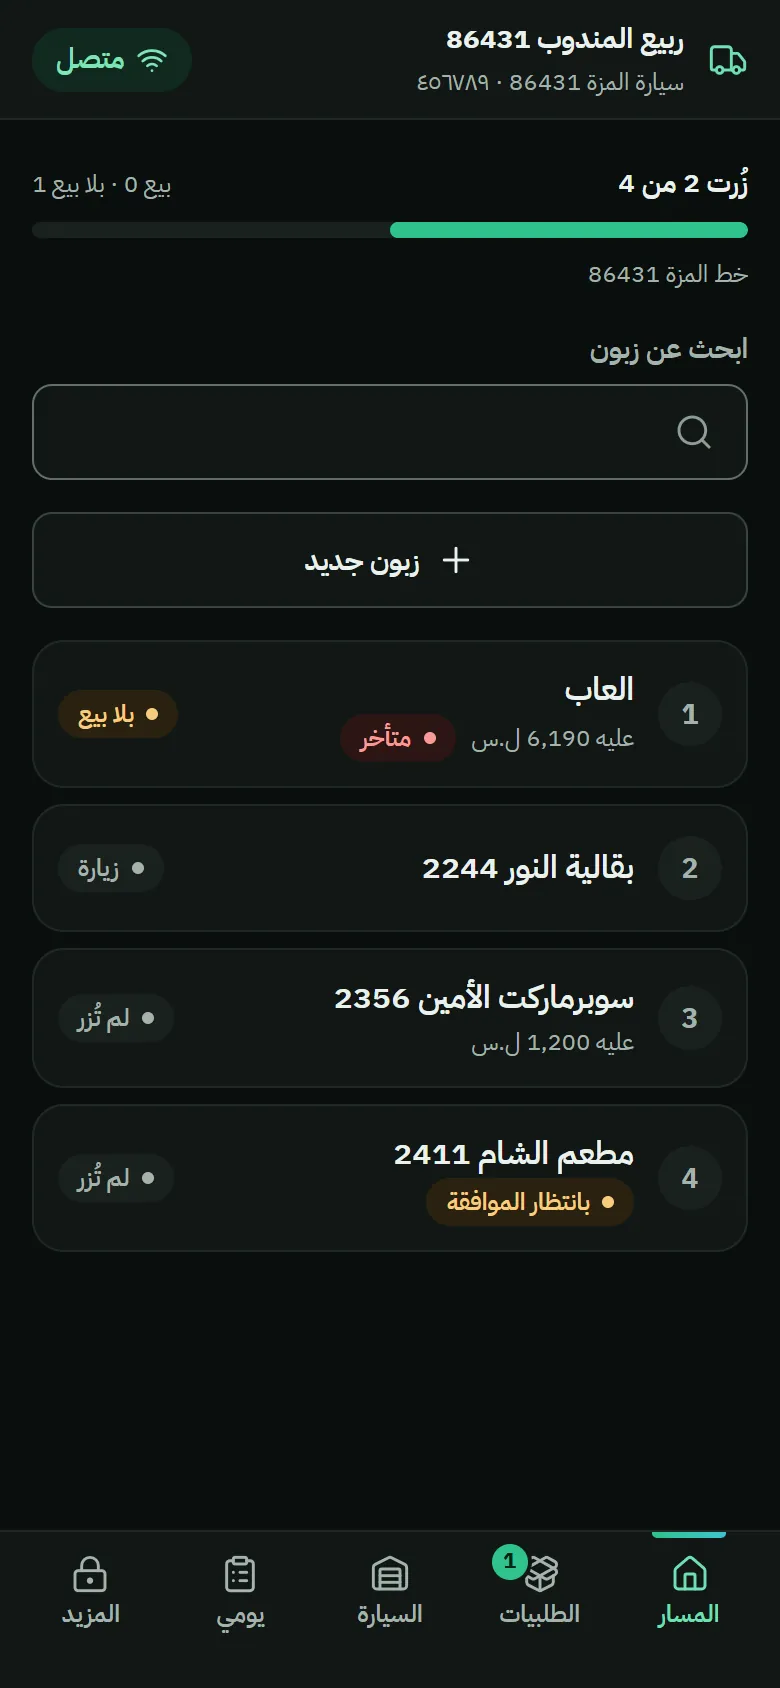 ربيع المندوب 86431
سيارة المزة 86431 · ٤٥٦٧٨٩
متصل
زُرت 2 من 4
بيع 0 · بلا بيع 1
خط المزة 86431
ابحث عن زبون
زبون جديد
1
العاب
عليه 6,190 ل.س
متأخر
بلا بيع
2
بقالية النور 2244
زيارة
3
سوبرماركت الأمين 2356
عليه 1,200 ل.س
لم تُزر
4
مطعم الشام 2411
بانتظار الموافقة
لم تُزر
المسار
1
الطلبيات
السيارة
يومي
المزيد